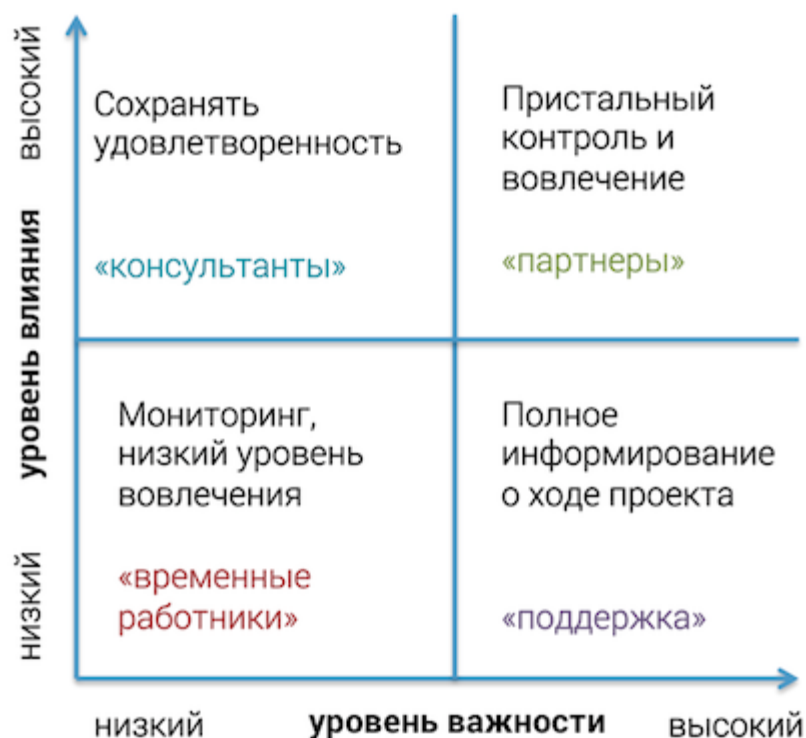 высокий
Сохранять
удовлетворенность
«консультанты»
Пристальный
контроль и
вовлечение
«партнеры»
уровень влияния
Мониторинг,
низкий уровень
вовлечения
«временные
работники»
Полное
информирование
о ходе проекта
«поддержка»
низкий
низкий
уровень важности
высокий